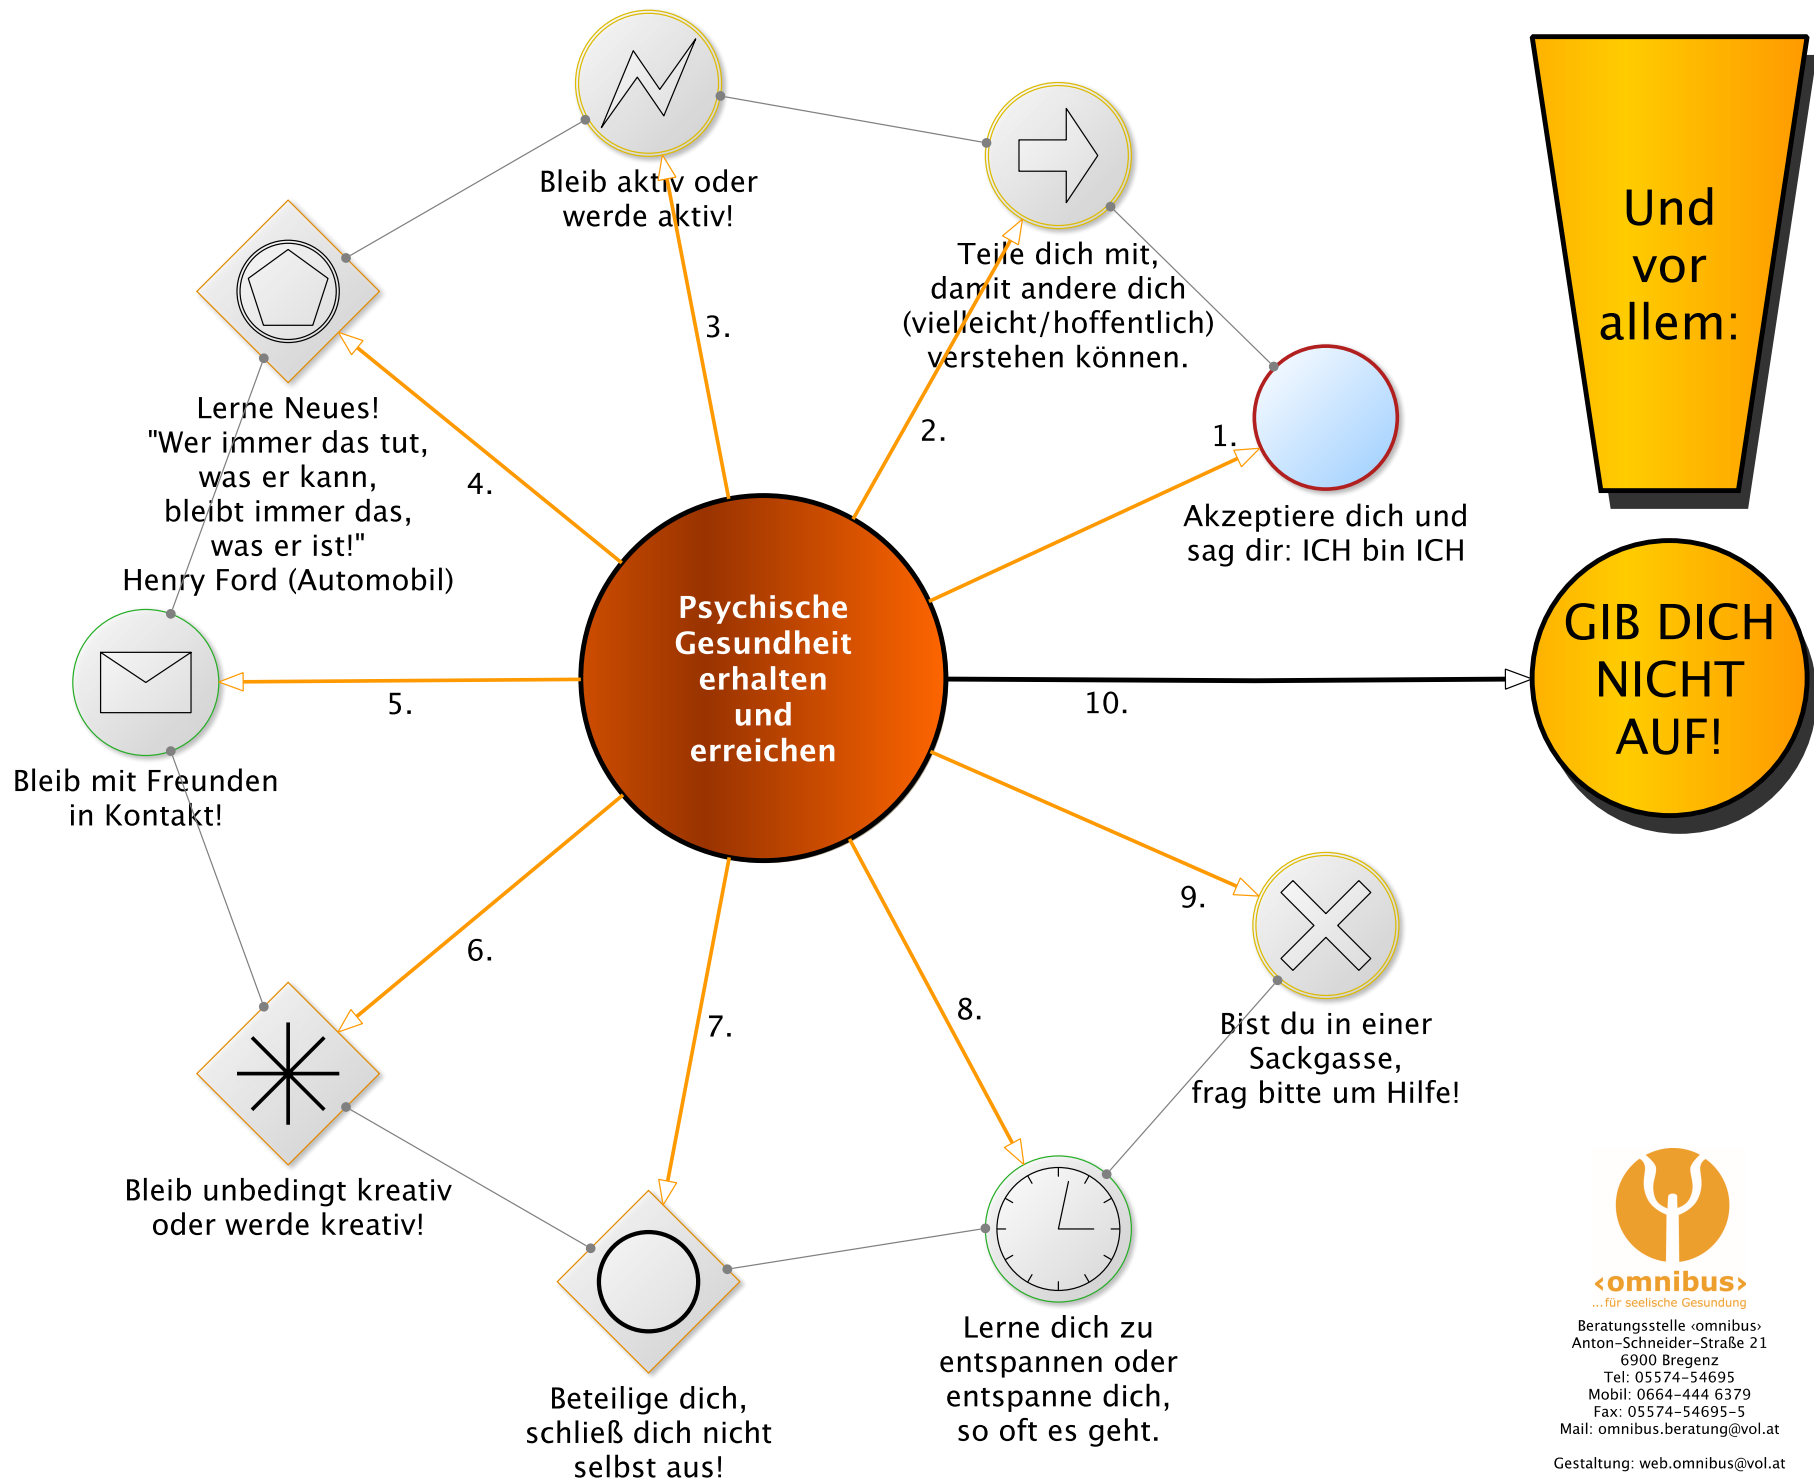 Psychische
Gesundheit
erhalten
und
erreichen
1.
Akzeptiere dich und
sag dir: ICH bin ICH
2.
Teile dich mit,
damit andere dich
(vielleicht/hoffentlich)
verstehen können.
3.
Bleib aktiv oder
werde aktiv!
4.
Lerne Neues!
"Wer immer das tut,
was er kann,
bleibt immer das,
was er ist!"
Henry Ford (Automobil)
5.
Bleib mit Freunden
in Kontakt!
6.
Bleib unbedingt kreativ
oder werde kreativ!
7.
Beteilige dich,
schließ dich nicht
selbst aus!
8.
Lerne dich zu
entspannen oder
entspanne dich,
so oft es geht.
9.
Bist du in einer
Sackgasse,
frag bitte um Hilfe!
10.
Und
vor
allem:
GIB DICH
NICHT
AUF!
‹omnibus›
...für seelische Gesundung
Beratungsstelle ‹omnibus›
Anton-Schneider-Straße 21
6900 Bregenz
Tel: 05574-54695
Mobil: 0664-444 6379
Fax: 05574-54695-5
Mail: omnibus.beratung@vol.at
Gestaltung: web.omnibus@vol.at